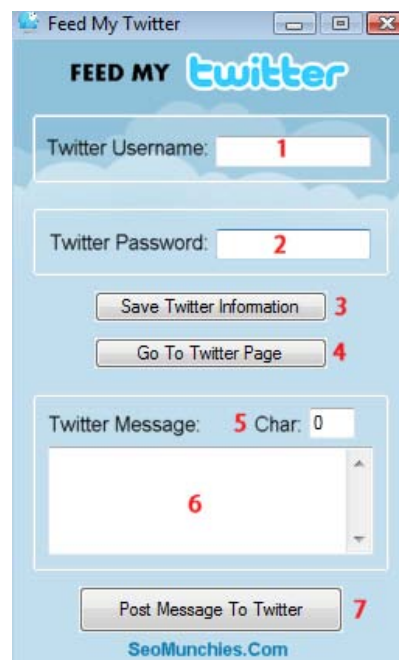 Feed My Twitter
FEED MY twitter
Twitter Username: 1
Twitter Password: 2
Save Twitter Information 3
Go To Twitter Page 4
Twitter Message: 5 Char: 0
6
Post Message To Twitter 7
SeoMunchies.Com